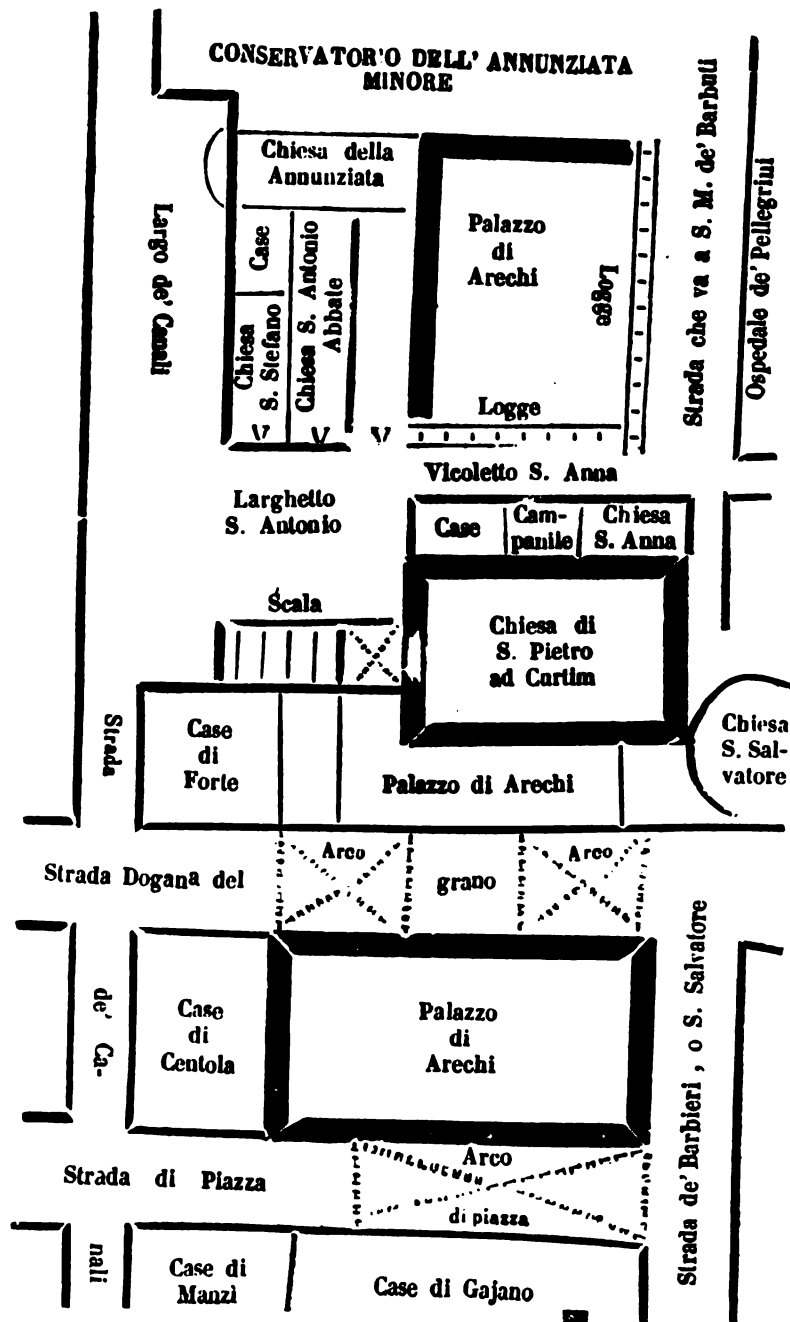 CONSERVATOR'O DELL' ANNUNZIATA
MINORE
Chiesa della
Annunziata
Largo de' Canali
Case
Chiesa
S. Stefano
Chiesa S. Antonio
Abbate
Palazzo
di
Arechi
Logge
Logge
Strada che va a S. M. de' Barbuti
Ospedale de' Pellegrini
Vicoletto S. Anna
Larghetto
S. Antonio
Case
Cam-
panile
Chiesa
S. Anna
Scala
Chiesa di
S. Pietro
ad Curtim
Strada
Case
di
Forte
Palazzo di Arechi
Chiesa
S. Sal-
vatore
Strada Dogana del
Arco
grano
Arco
de' Ca-
Case
di
Centola
Palazzo
di
Arechi
Strada de' Barbieri, o S. Salvatore
Strada di Piazza
Arco
di piazza
nali
Case di
Manzì
Case di Gajano